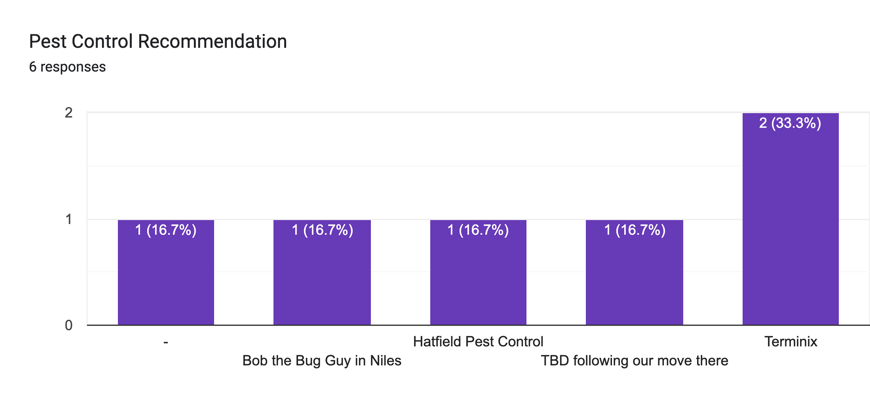 Pest Control Recommendation
6 responses
2
2 (33.3%)
1
1 (16.7%)
1 (16.7%)
1 (16.7%)
1 (16.7%)
0
-
Hatfield Pest Control
Terminix
Bob the Bug Guy in Niles
TBD following our move there